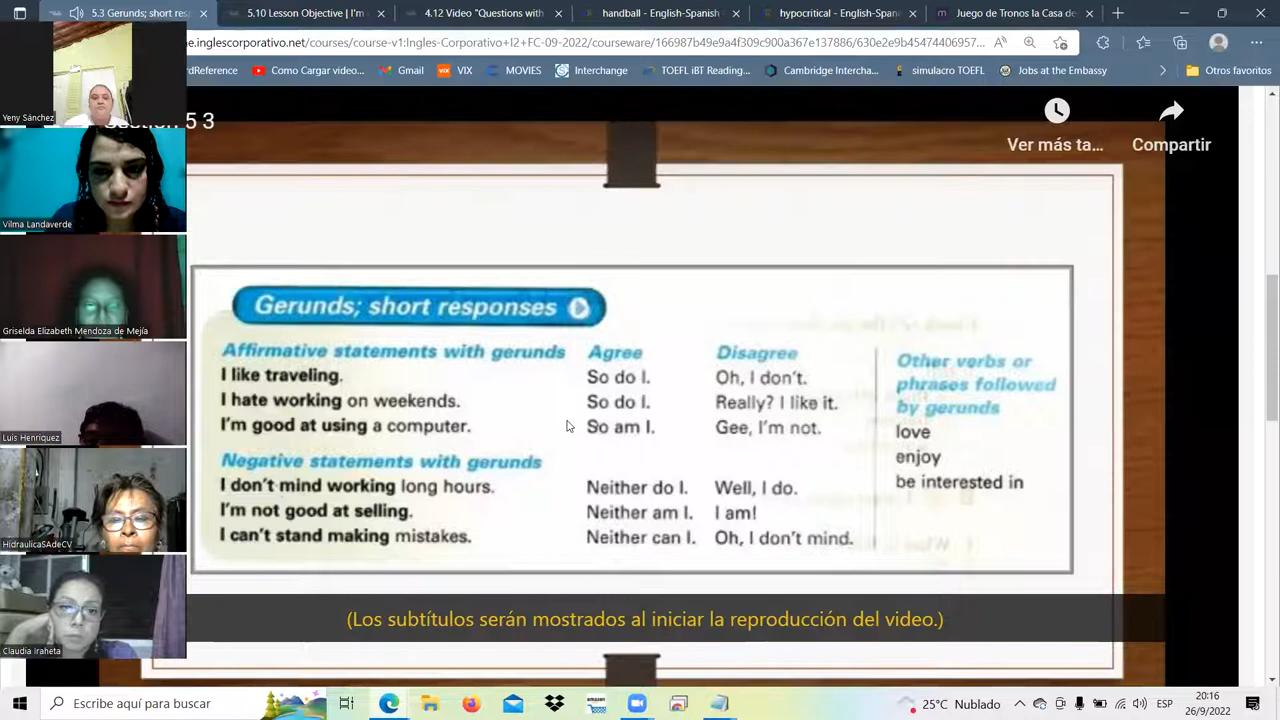 5.3 Gerunds; short res
5.10 Lesson Objective | I'm
4.12 Video "Questions with
handball - English-Spanish
hypo - English-Spane
Juego de Tronos la Casa de
e.inglescorporativo.net/courses/course-v1:Ingles-Corporativo+I2+FC-09-2022/courseware/166987b49e9a4f309c900a367e137886/630e2e9b45474406957...
rdReference
Como Cargar video...
Gmail
VIX
MOVIES
Interchange
TOEFL iBT Reading...
Cambridge Intercha...
simulacro TOEFL
Jobs at the Embassy
Otros favoritos
Section 5 3
Ver más ta...
Compartir
Yeny Sánchez
Vilma Landaverde
Griselda Elizabeth Mendoza de Mejía
Luis Henríquez
HidraulicaSAdeCV
Claudia Iraheta
Gerunds; short responses
Affirmative statements with gerunds Agree Disagree
I like traveling. So do I. Oh, I don't.
I hate working on weekends. So do I. Really? I like it.
I'm good at using a computer. So am I. Gee, I'm not.
Negative statements with gerunds
I don't mind working long hours. Neither do I. Well, I do.
I'm not good at selling. Neither am I. I am!
I can't stand making mistakes. Neither can I. Oh, I don't mind.
Other verbs or
phrases followed
by gerunds
love
enjoy
be interested in
(Los subtítulos serán mostrados al iniciar la reproducción del video.)
Escribe aquí para buscar
25°C Nublado
ESP
20:16
26/9/2022